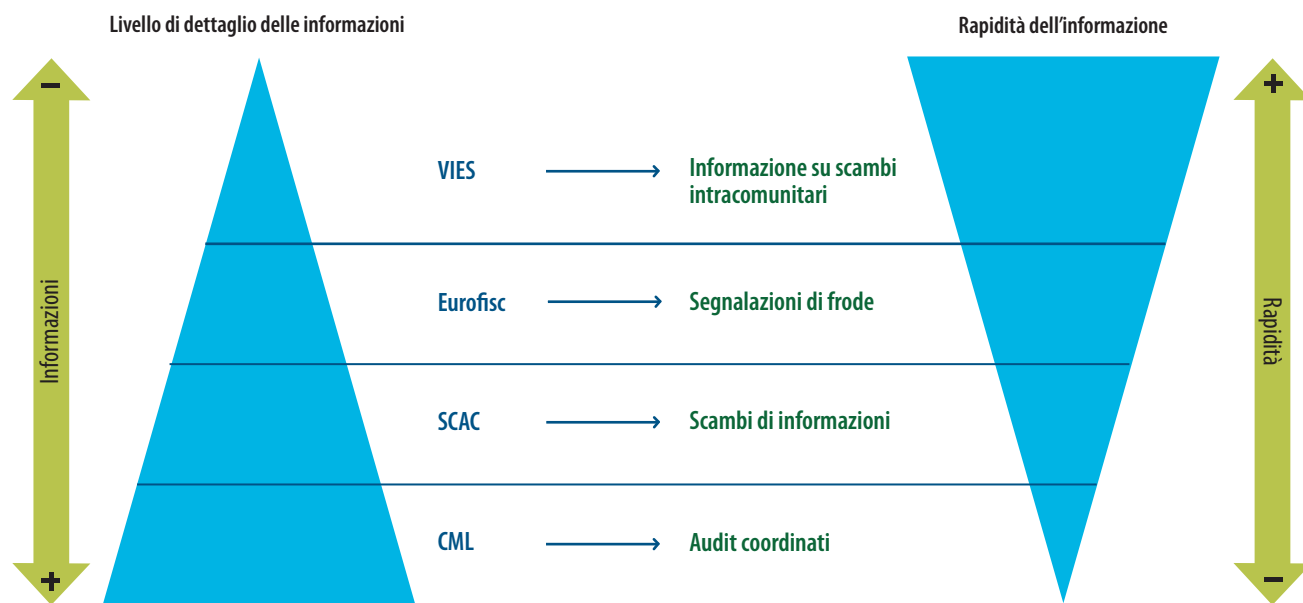 Livello di dettaglio delle informazioni
Rapidità dell'informazione
–
+
VIES
Informazione su scambi
intracomunitari
Informazioni
Eurofisc
Segnalazioni di frode
Rapidità
SCAC
Scambi di informazioni
CML
Audit coordinati
+
–